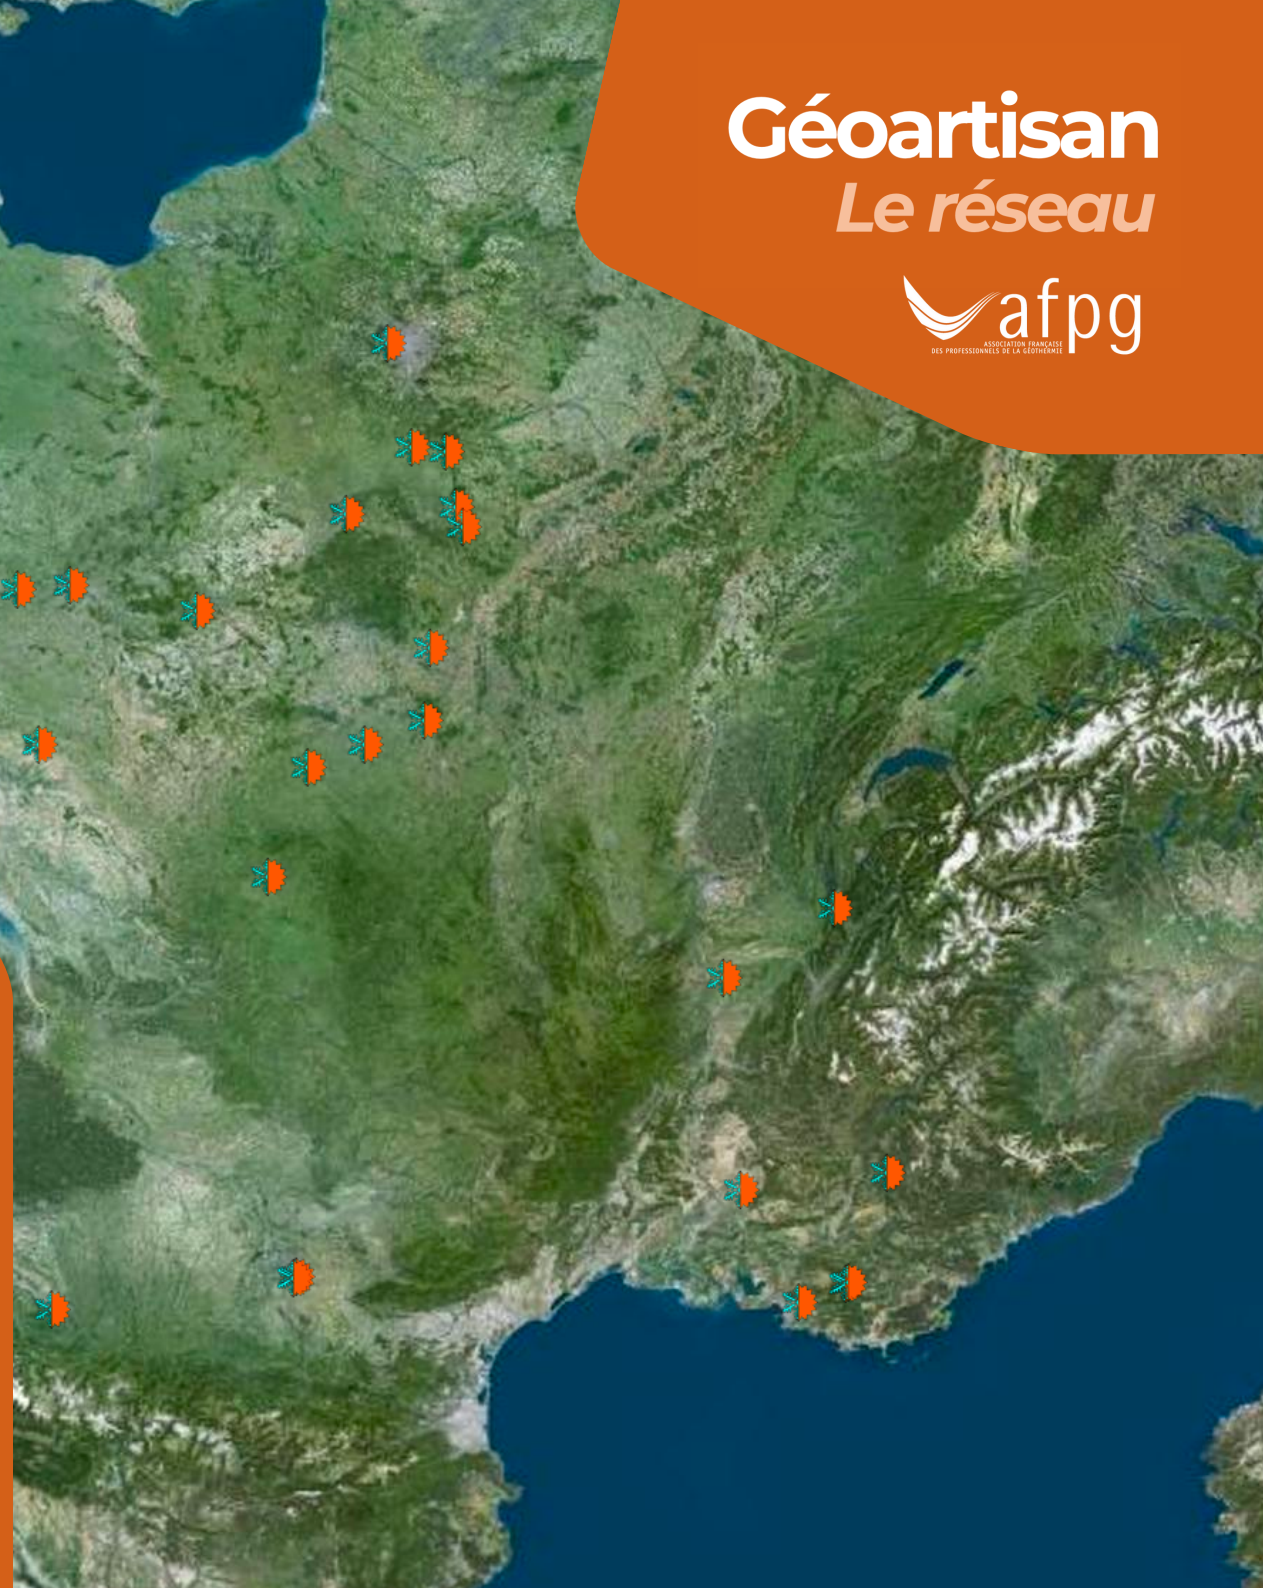 Géoartisan
Le réseau
afpg
ASSOCIATION FRANÇAISE
DES PROFESSIONNELS DE LA GÉOTHERMIE